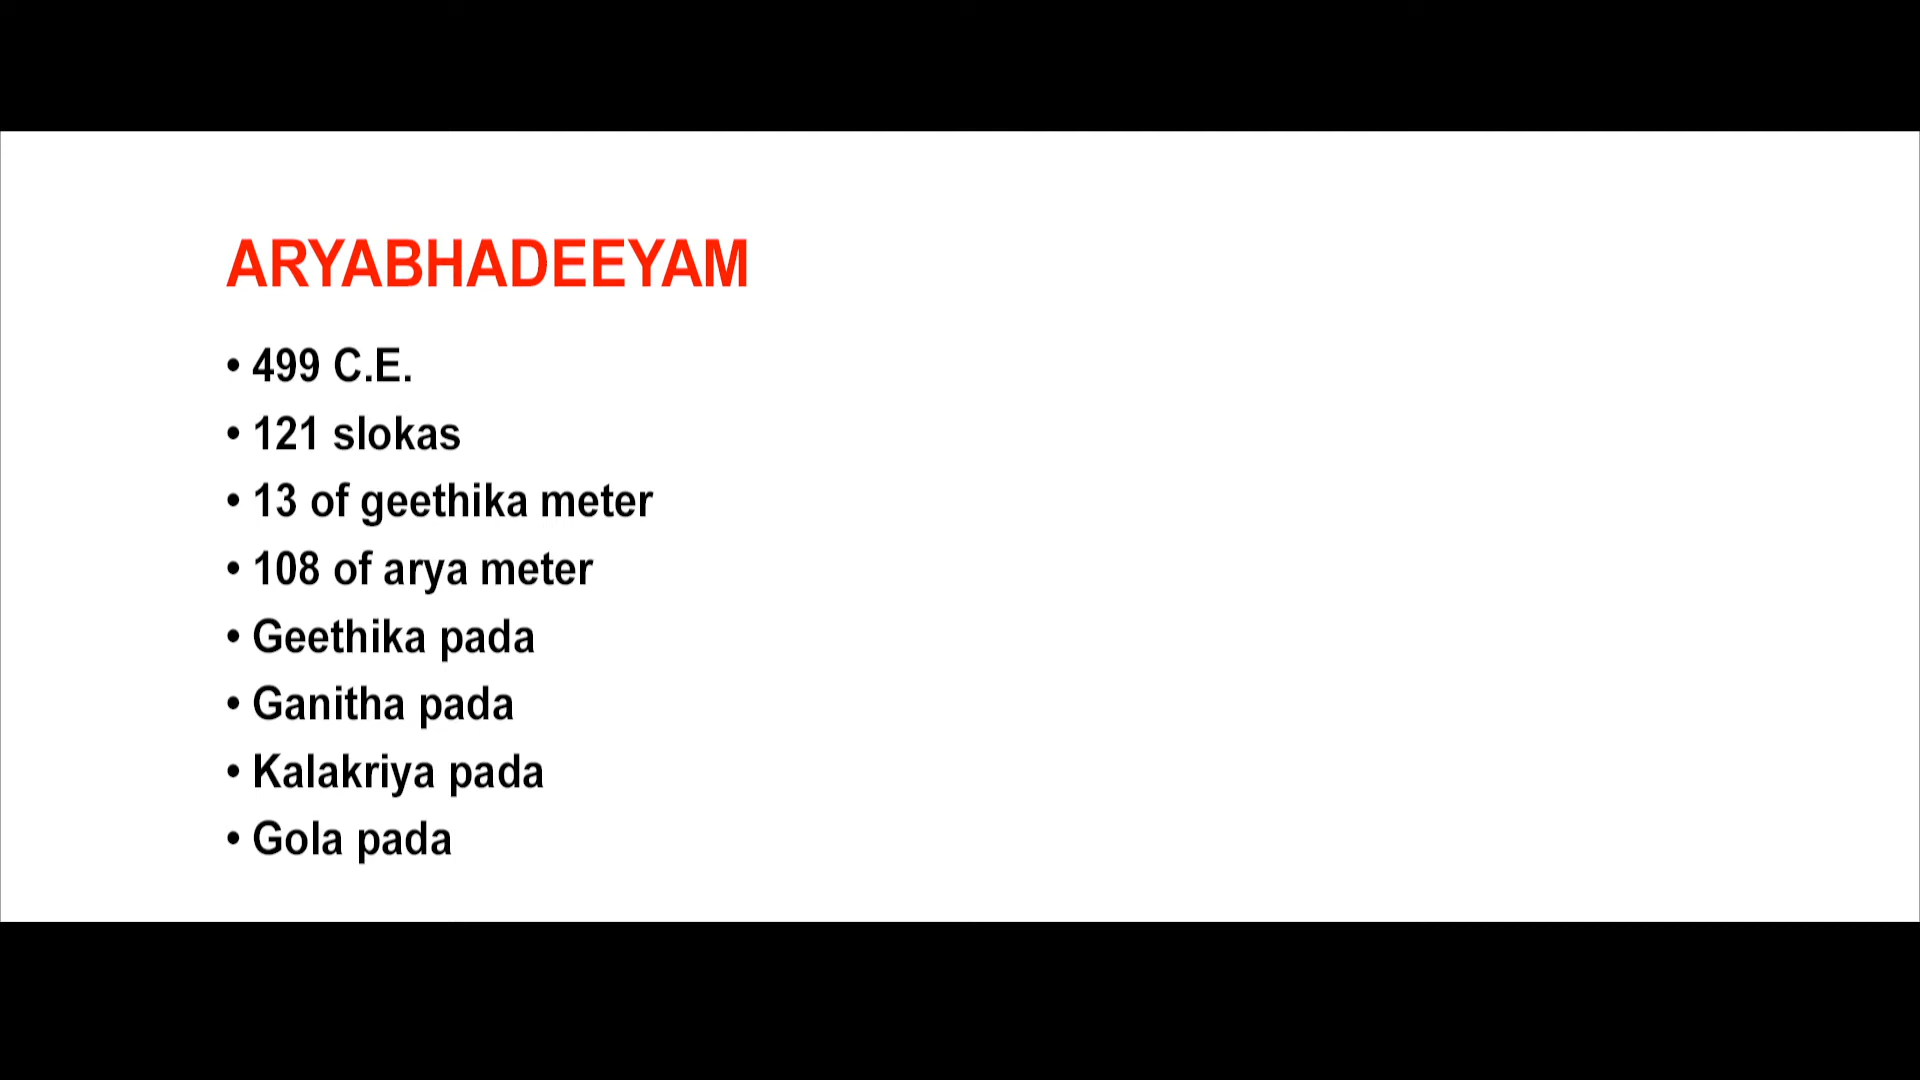 ARYABHADEEYAM
• 499 C.E.
• 121 slokas
• 13 of geethika meter
• 108 of arya meter
• Geethika pada
• Ganitha pada
• Kalakriya pada
• Gola pada